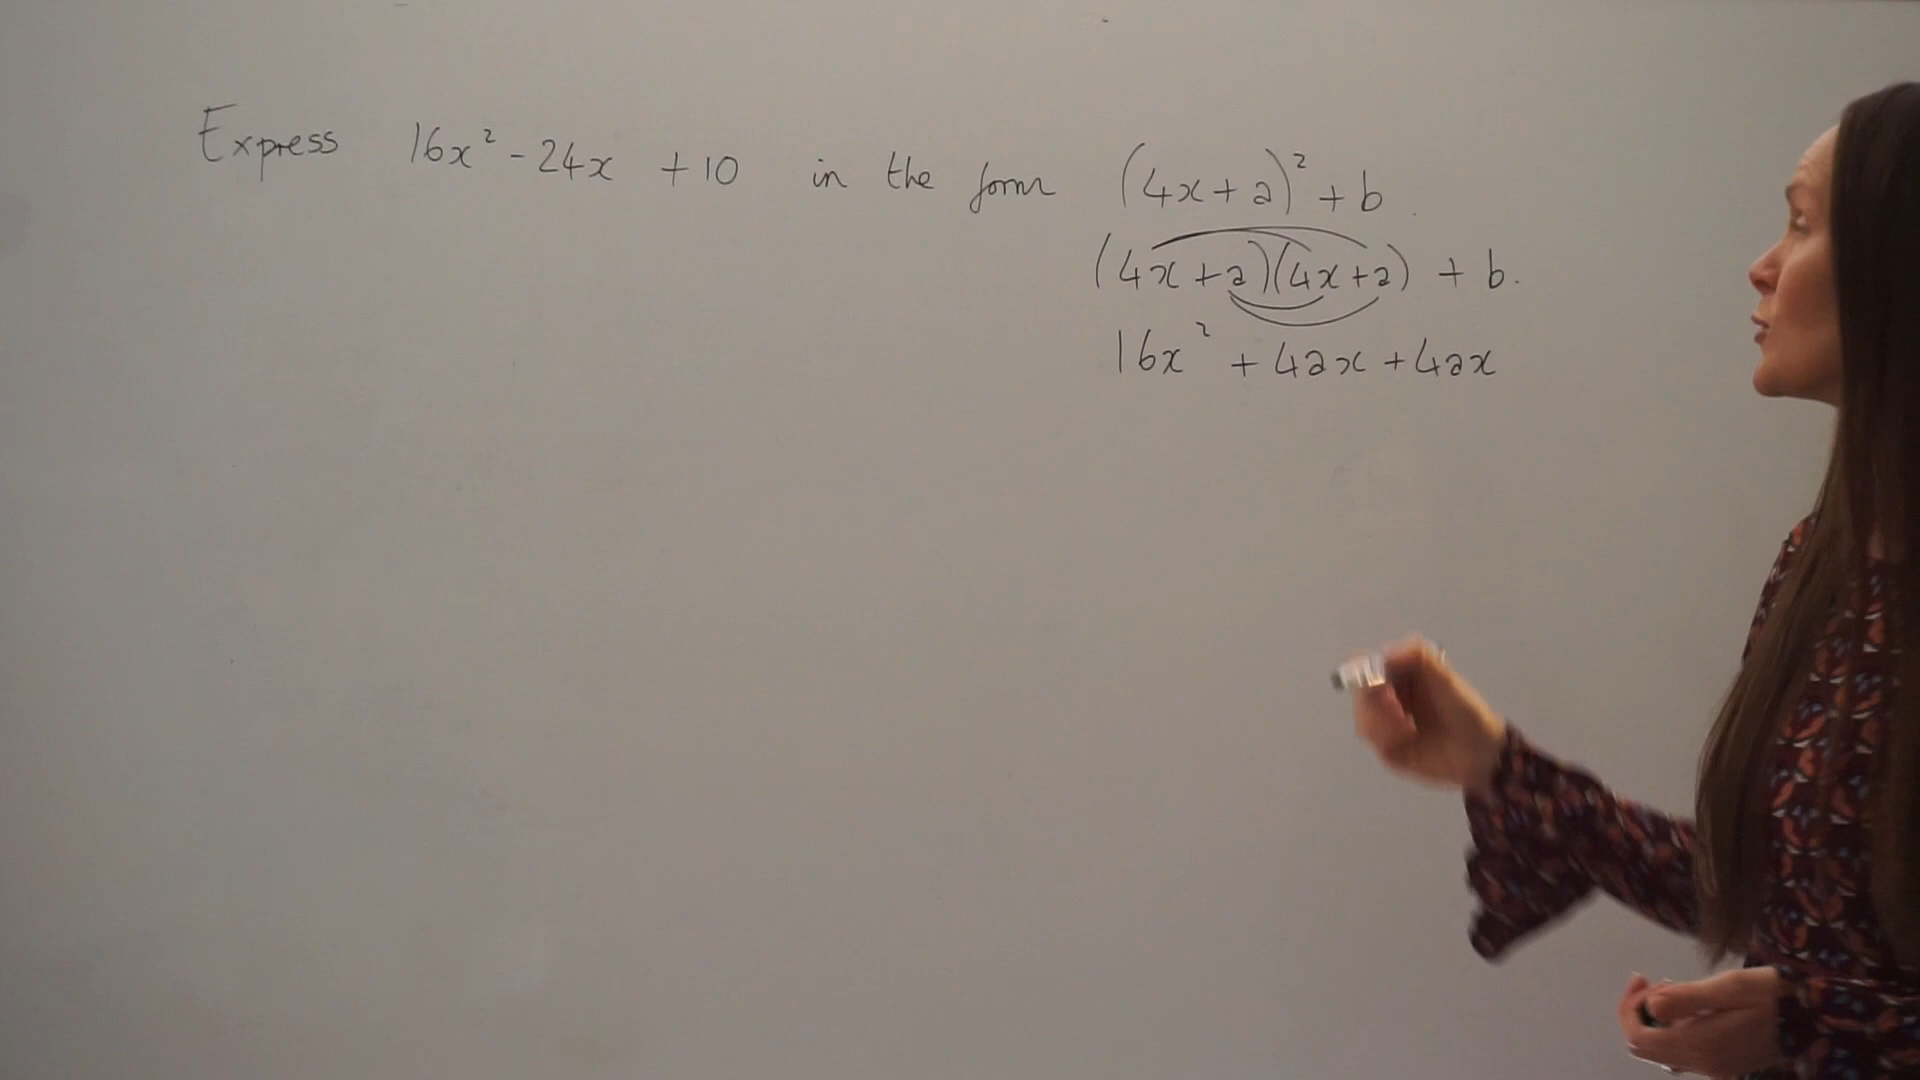 Express 16x² - 24x + 10 in the form (4x + a)² + b.
(4x + a)(4x + a) + b.
16x² + 4ax + 4ax